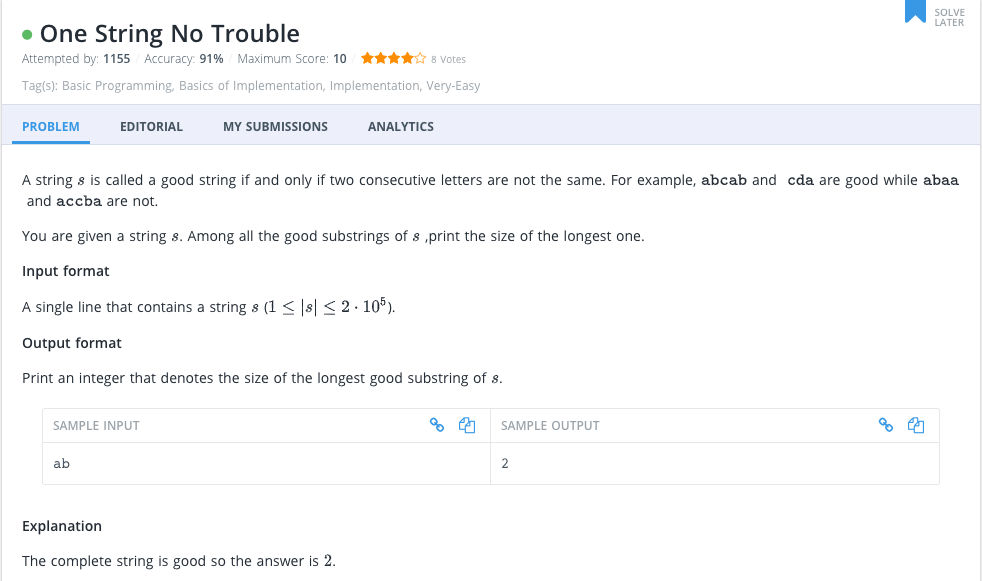 One String No Trouble
SOLVE
LATER
Attempted by: 1155 / Accuracy: 91% / Maximum Score: 10 / 8 Votes
Tag(s): Basic Programming, Basics of Implementation, Implementation, Very-Easy
PROBLEM EDITORIAL MY SUBMISSIONS ANALYTICS
A string s is called a good string if and only if two consecutive letters are not the same. For example, abcab and cda are good while abaa
and accba are not.
You are given a string s. Among all the good substrings of s ,print the size of the longest one.
Input format
A single line that contains a string s (1 ≤ |s| ≤ 2 · 10⁵).
Output format
Print an integer that denotes the size of the longest good substring of s.
SAMPLE INPUT SAMPLE OUTPUT
ab 2
Explanation
The complete string is good so the answer is 2.